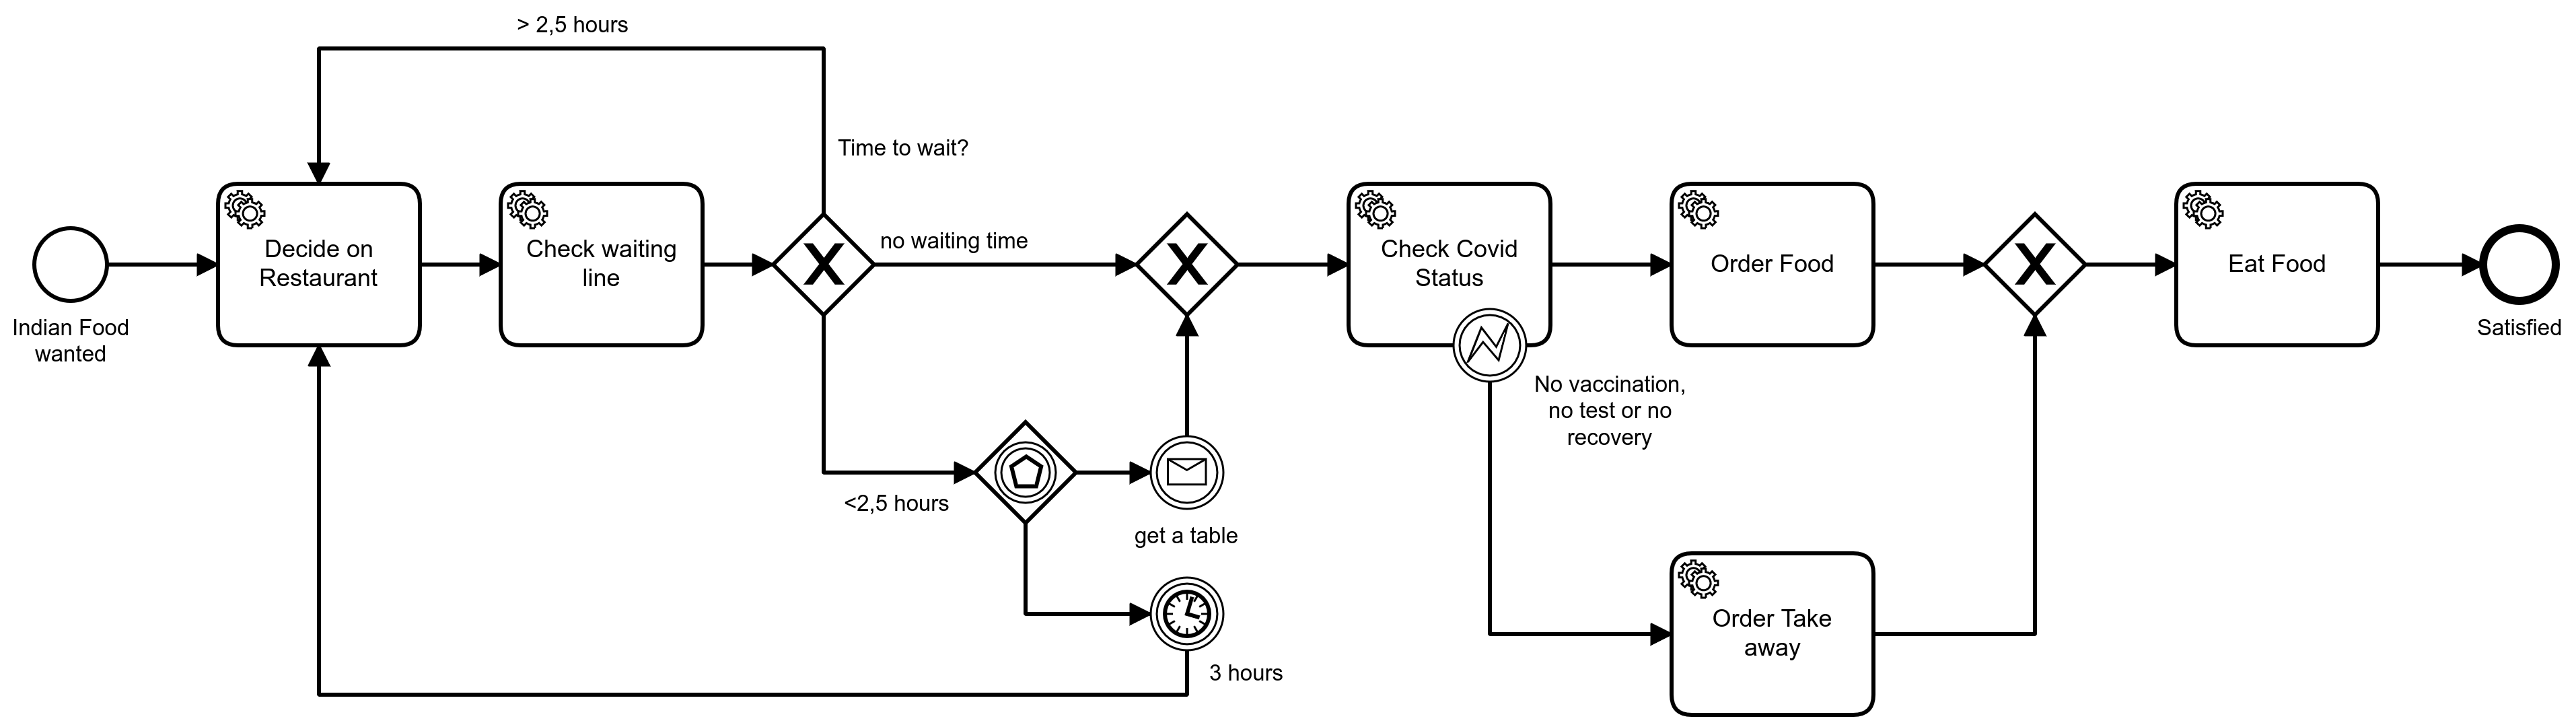 > 2,5 hours
Time to wait?
Indian Food
wanted
Decide on
Restaurant
Check waiting
line
X
no waiting time
X
Check Covid
Status
Order Food
X
Eat Food
Satisfied
No vaccination,
no test or no
recovery
<2,5 hours
get a table
3 hours
Order Take
away